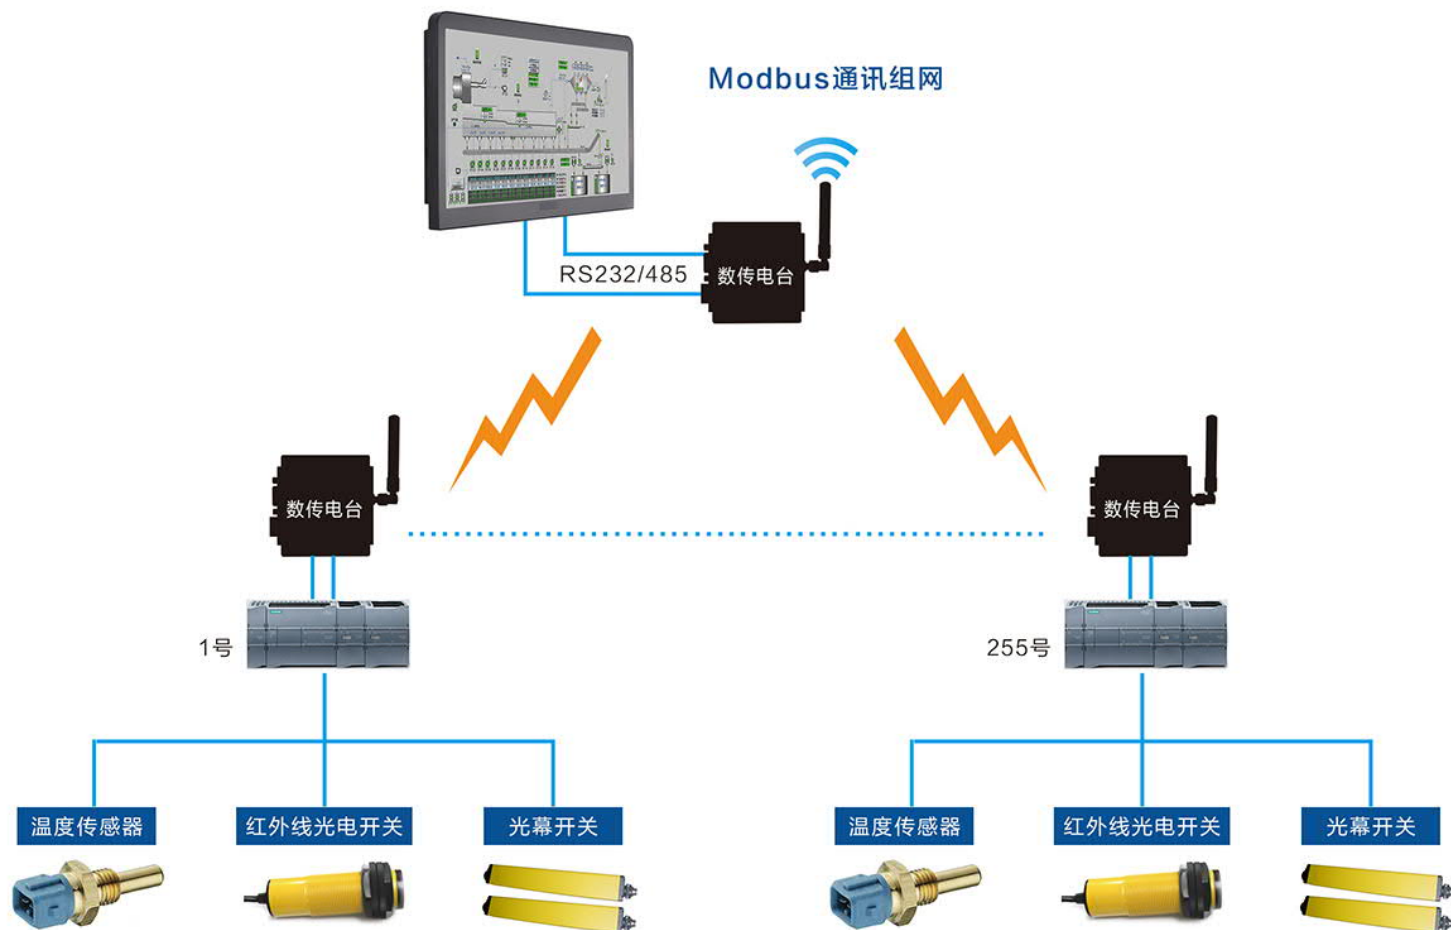 Modbus通讯组网
RS232/485
数传电台
数传电台
数传电台
1号
255号
温度传感器
红外线光电开关
光幕开关
温度传感器
红外线光电开关
光幕开关